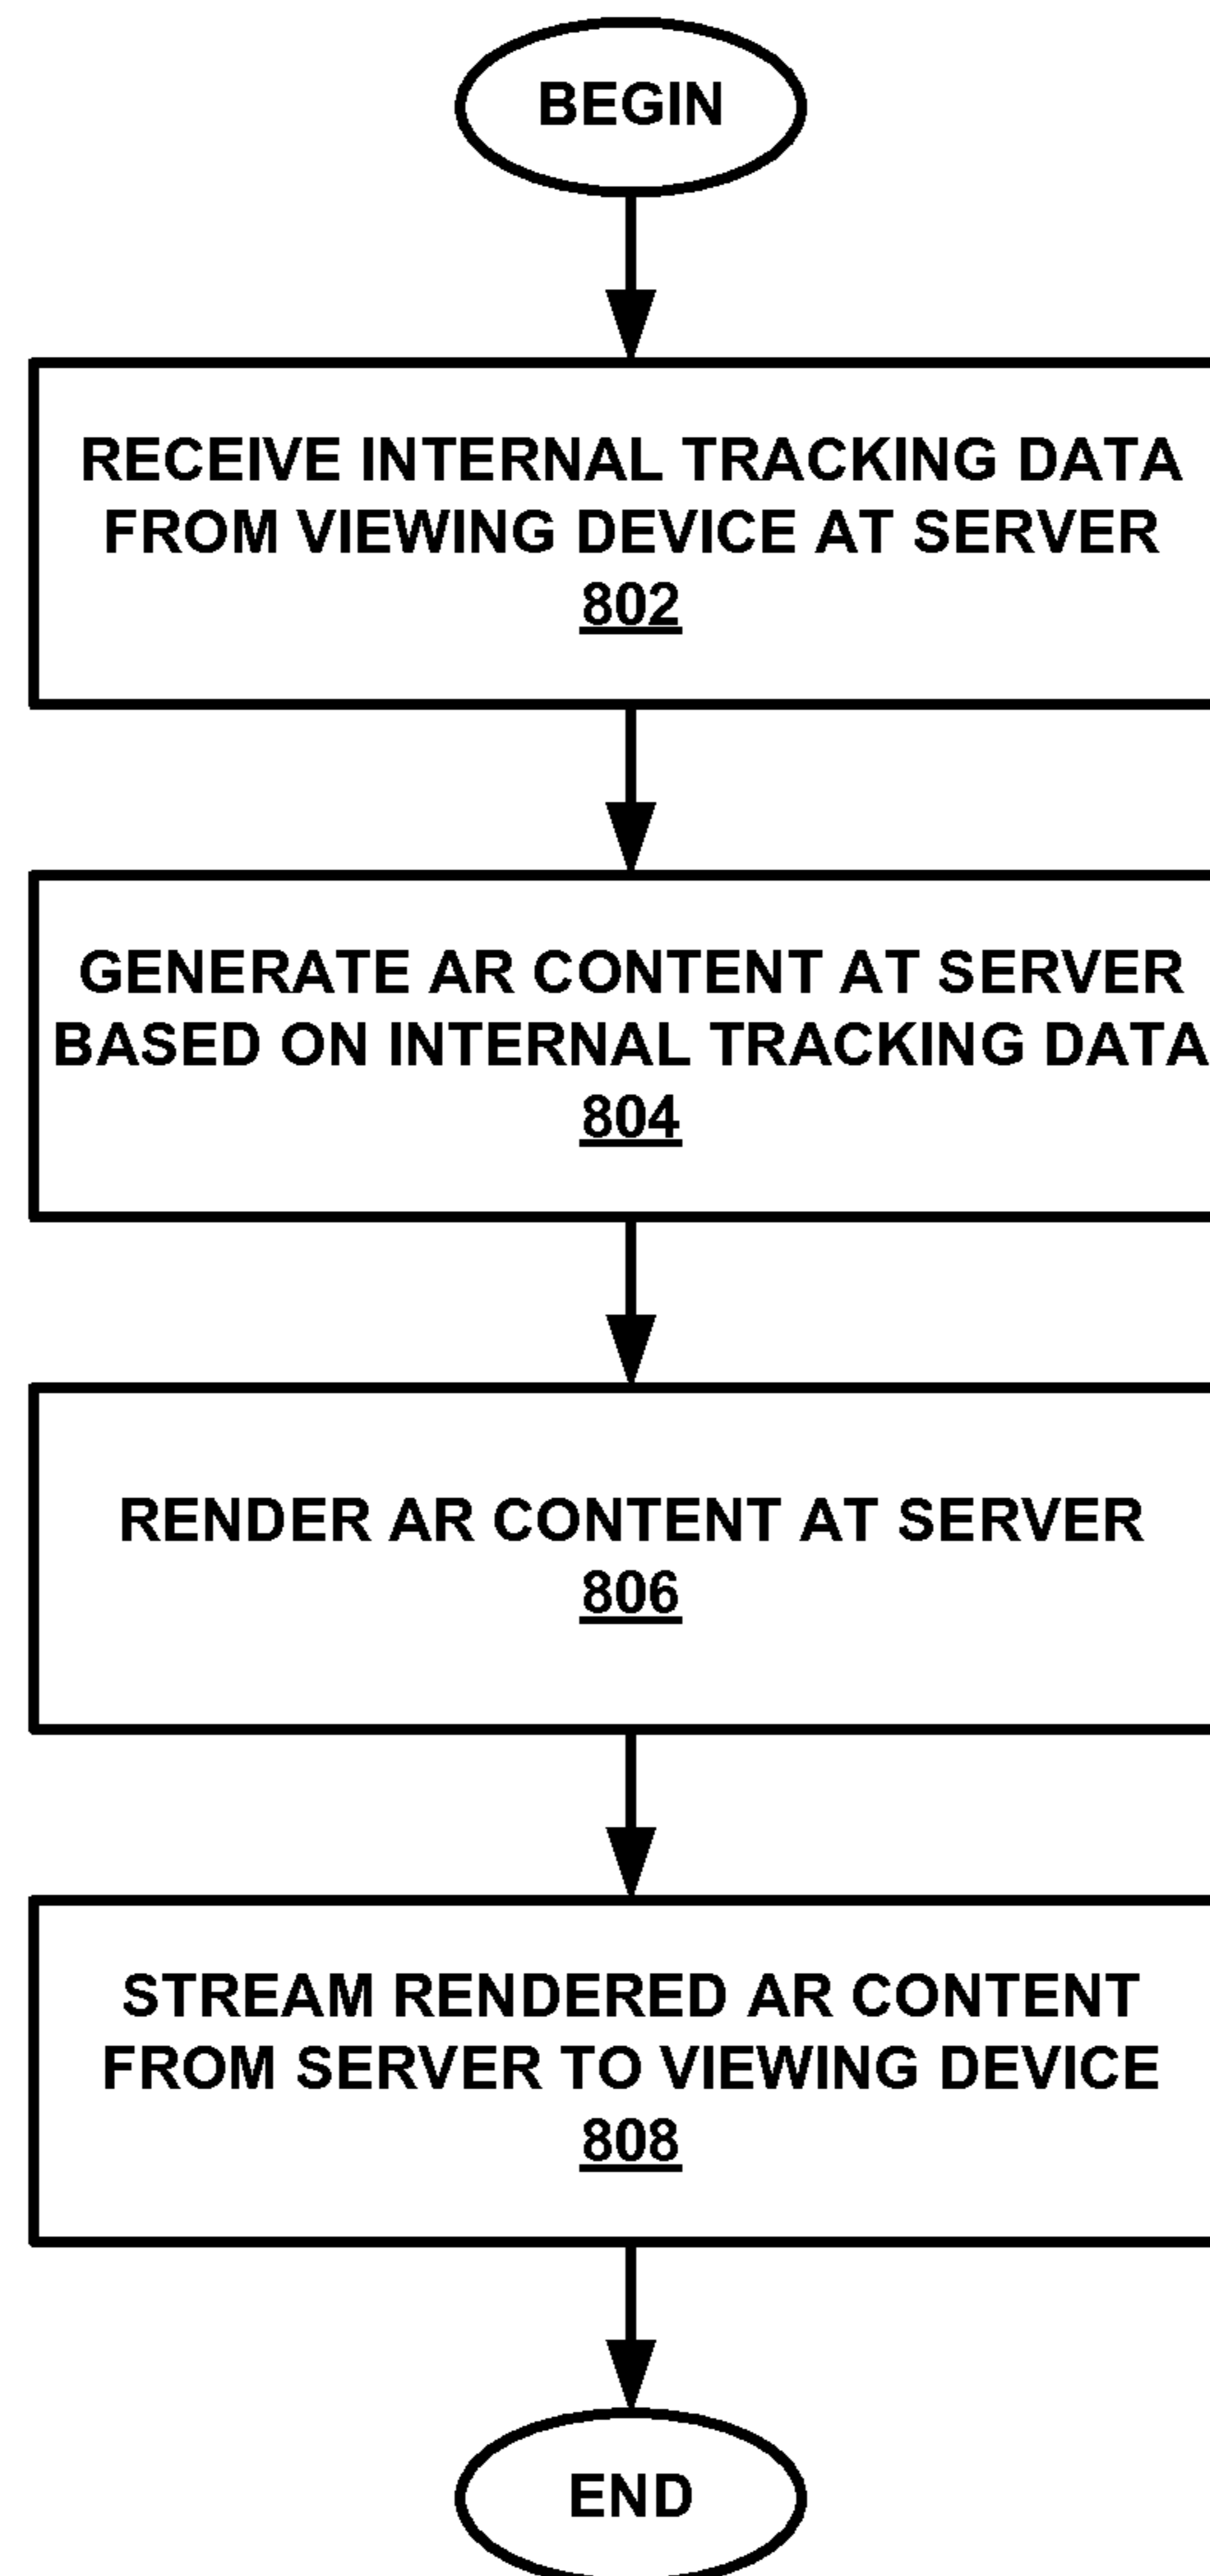 BEGIN
RECEIVE INTERNAL TRACKING DATA
FROM VIEWING DEVICE AT SERVER
802
GENERATE AR CONTENT AT SERVER
BASED ON INTERNAL TRACKING DATA
804
RENDER AR CONTENT AT SERVER
806
STREAM RENDERED AR CONTENT
FROM SERVER TO VIEWING DEVICE
808
END